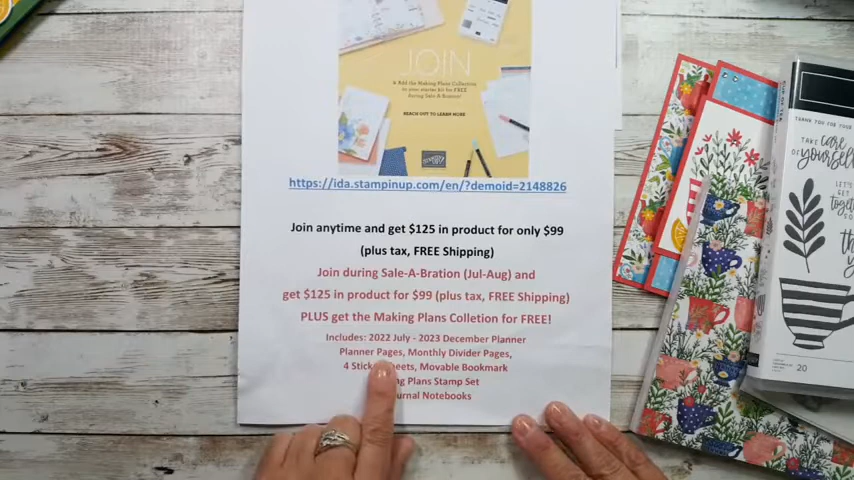 JOIN
& Add the Making Plans Collection
to your starter kit for FREE
during Sale-A-Bration!
REACH OUT TO LEARN MORE
https://ida.stampinup.com/en/?demoid=2148826
Join anytime and get $125 in product for only $99
(plus tax, FREE Shipping)
Join during Sale-A-Bration (Jul-Aug) and
get $125 in product for $99 (plus tax, FREE Shipping)
PLUS get the Making Plans Colletion for FREE!
Includes: 2022 July - 2023 December Planner
Planner Pages, Monthly Divider Pages,
4 Stick eets, Movable Bookmark
g Plans Stamp Set
urnal Notebooks
THANK YOU FOR YOUR
TAKE care
OF yourself
LET'S
GET
20